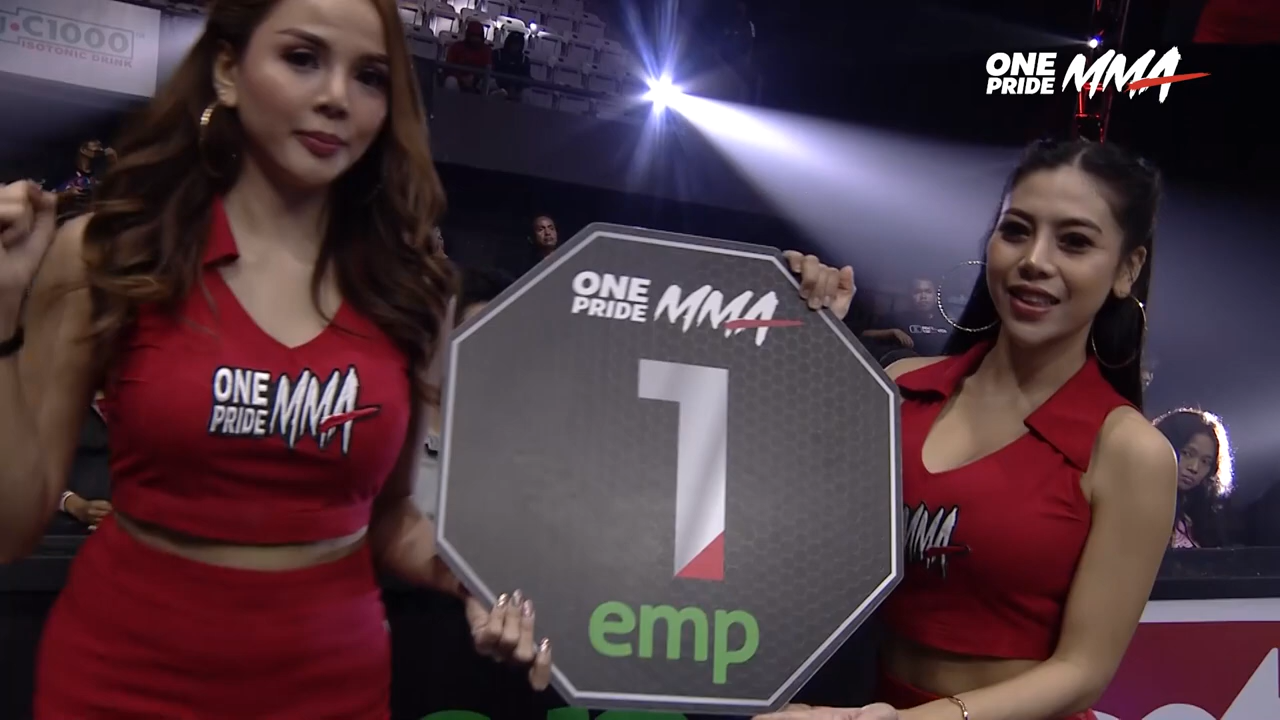 C1000
ISOTONIC DRINK
ONE
PRIDE MMA
ONE
PRIDE MMA
1
emp
ONE
PRIDE MMA
MMA